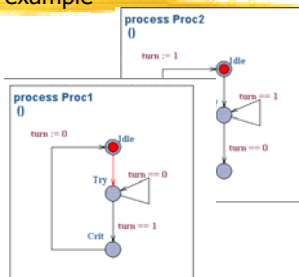 example
process Proc2
()
turn := 1
Idle
turn == 1
turn == 0
process Proc1
()
turn := 0
Idle
Try
turn == 0
turn == 1
Crit